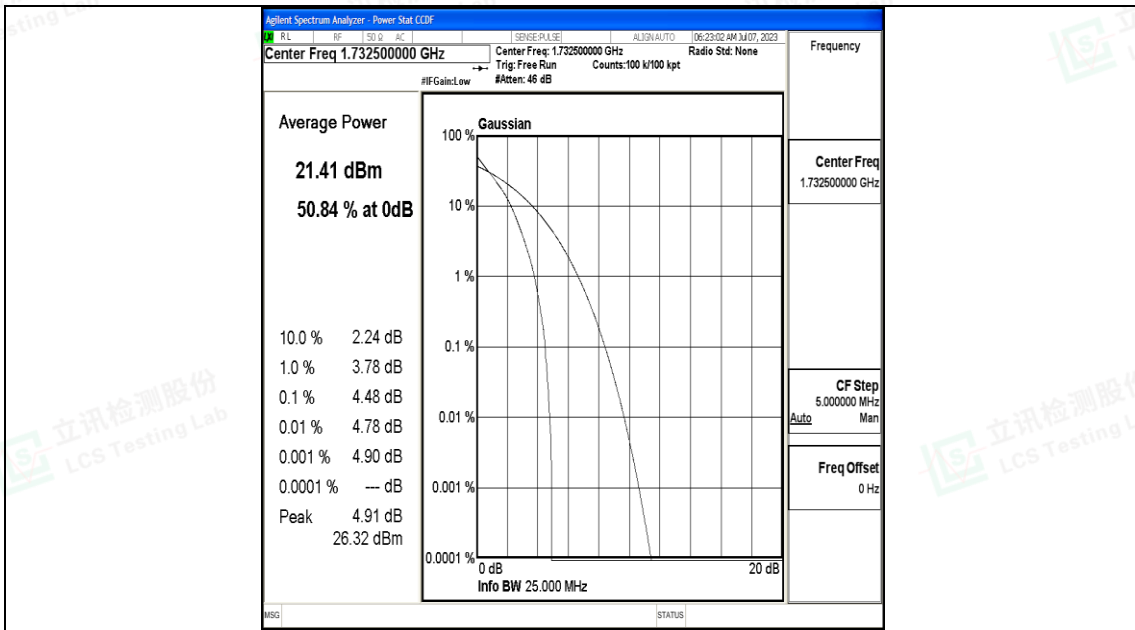 Agilent Spectrum Analyzer - Power Stat CCDF
RL RF 50 Ω AC SENSE:PULSE ALIGN AUTO 06:23:02 AM Jul 07, 2023
Center Freq 1.732500000 GHz
Center Freq: 1.732500000 GHz
Radio Std: None
Trig: Free Run Counts:100 k/100 kpt
#IFGain:Low
#Atten: 46 dB
Frequency
Average Power
21.41 dBm
50.84 % at 0dB
10.0 % 2.24 dB
1.0 % 3.78 dB
0.1 % 4.48 dB
0.01 % 4.78 dB
0.001 % 4.90 dB
0.0001 % --- dB
Peak 4.91 dB
26.32 dBm
Gaussian
100 %
10 %
1 %
0.1 %
0.01 %
0.001 %
0.0001 %
0 dB 20 dB
Info BW 25.000 MHz
Center Freq
1.732500000 GHz
CF Step
5.000000 MHz
Auto Man
Freq Offset
0 Hz
MSG STATUS
立讯检测股份
LCS Testing Lab
立讯检测股份